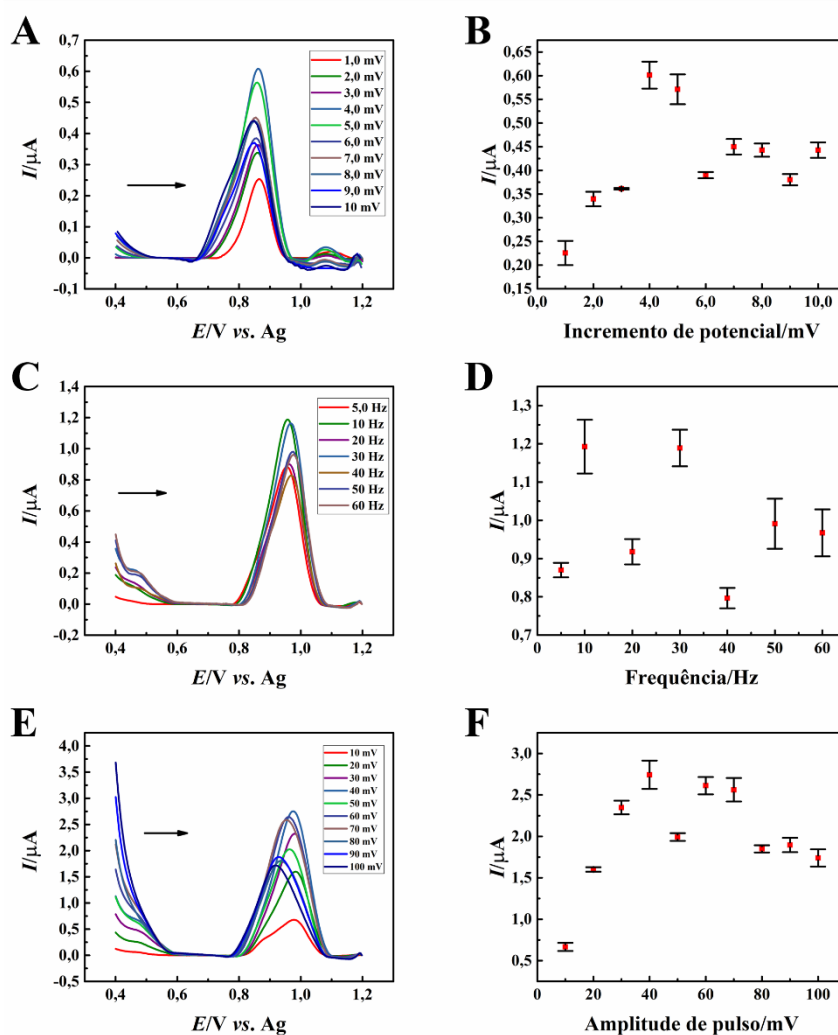 A
0,7
0,6
0,5
0,4
0,3
0,2
0,1
0,0
-0,1
I/µA
1,0 mV
2,0 mV
3,0 mV
4,0 mV
5,0 mV
6,0 mV
7,0 mV
8,0 mV
9,0 mV
10 mV
0,4 0,6 0,8 1,0 1,2
E/V vs. Ag
B
0,65
0,60
0,55
0,50
0,45
0,40
0,35
0,30
0,25
0,20
0,15
I/µA
0,0 2,0 4,0 6,0 8,0 10,0
Incremento de potencial/mV
C
1,4
1,2
1,0
0,8
0,6
0,4
0,2
0,0
-0,2
I/µA
5,0 Hz
10 Hz
20 Hz
30 Hz
40 Hz
50 Hz
60 Hz
0,4 0,6 0,8 1,0 1,2
E/V vs. Ag
D
1,3
1,2
1,1
1,0
0,9
0,8
0,7
I/µA
0 10 20 30 40 50 60
Frequência/Hz
E
4,0
3,5
3,0
2,5
2,0
1,5
1,0
0,5
0,0
-0,5
I/µA
10 mV
20 mV
30 mV
40 mV
50 mV
60 mV
70 mV
80 mV
90 mV
100 mV
0,4 0,6 0,8 1,0 1,2
E/V vs. Ag
F
3,0
2,5
2,0
1,5
1,0
0,5
I/µA
0 20 40 60 80 100
Amplitude de pulso/mV